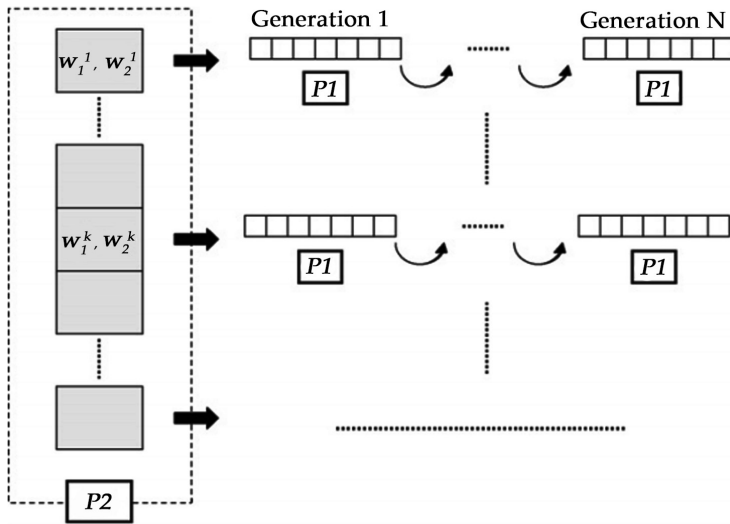 Generation 1
Generation N
w₁¹, w₂¹
P1
P1
w₁ᵏ, w₂ᵏ
P1
P1
P2